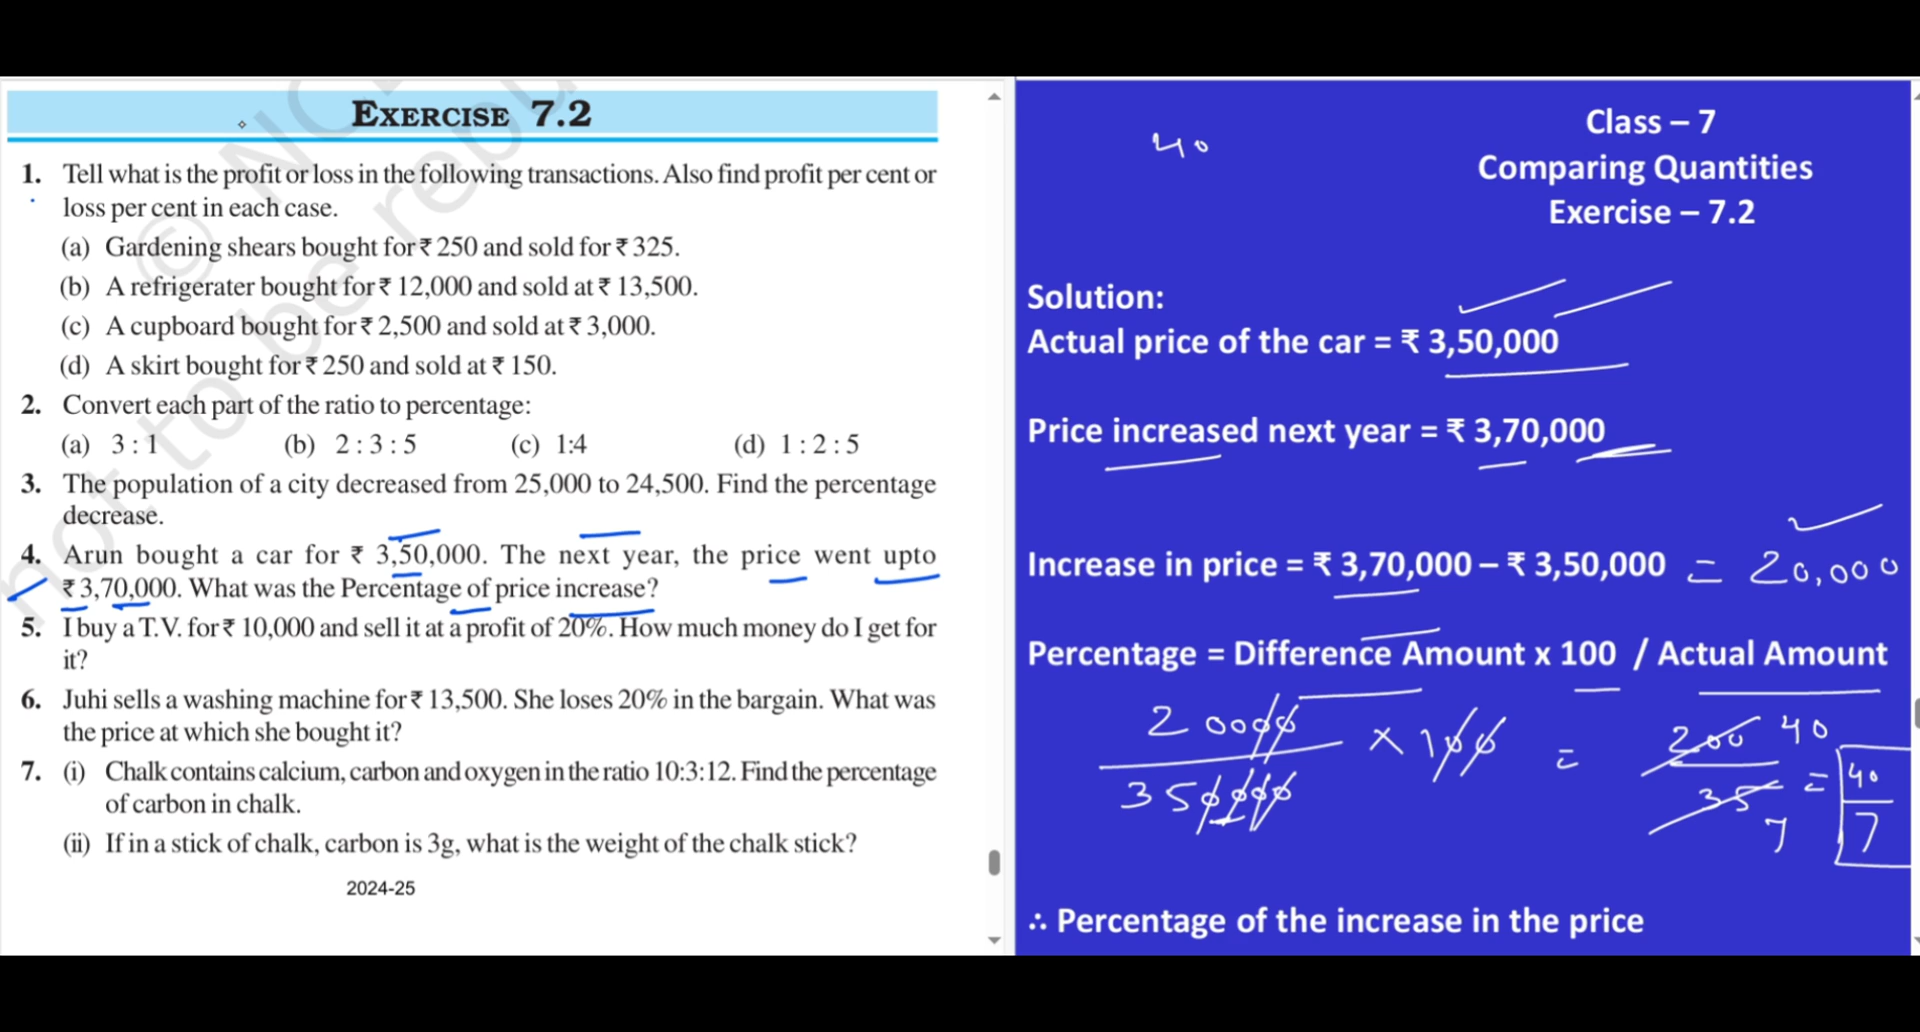 EXERCISE 7.2
1. Tell what is the profit or loss in the following transactions. Also find profit per cent or
loss per cent in each case.
(a) Gardening shears bought for ₹ 250 and sold for ₹ 325.
(b) A refrigerater bought for ₹ 12,000 and sold at ₹ 13,500.
(c) A cupboard bought for ₹ 2,500 and sold at ₹ 3,000.
(d) A skirt bought for ₹ 250 and sold at ₹ 150.
2. Convert each part of the ratio to percentage:
(a) 3 : 1 (b) 2 : 3 : 5 (c) 1:4 (d) 1 : 2 : 5
3. The population of a city decreased from 25,000 to 24,500. Find the percentage
decrease.
4. Arun bought a car for ₹ 3,50,000. The next year, the price went upto
₹ 3,70,000. What was the Percentage of price increase?
5. I buy a T.V. for ₹ 10,000 and sell it at a profit of 20%. How much money do I get for
it?
6. Juhi sells a washing machine for ₹ 13,500. She loses 20% in the bargain. What was
the price at which she bought it?
7. (i) Chalk contains calcium, carbon and oxygen in the ratio 10:3:12. Find the percentage
of carbon in chalk.
(ii) If in a stick of chalk, carbon is 3g, what is the weight of the chalk stick?
2024-25
not to be repu
© NC
40
Class – 7
Comparing Quantities
Exercise – 7.2
Solution:
Actual price of the car = ₹ 3,50,000
Price increased next year = ₹ 3,70,000
Increase in price = ₹ 3,70,000 – ₹ 3,50,000 = 20,000
Percentage = Difference Amount x 100 / Actual Amount
20000 × 100 = 200 40
350000 35 7 = 40
7
∴ Percentage of the increase in the price